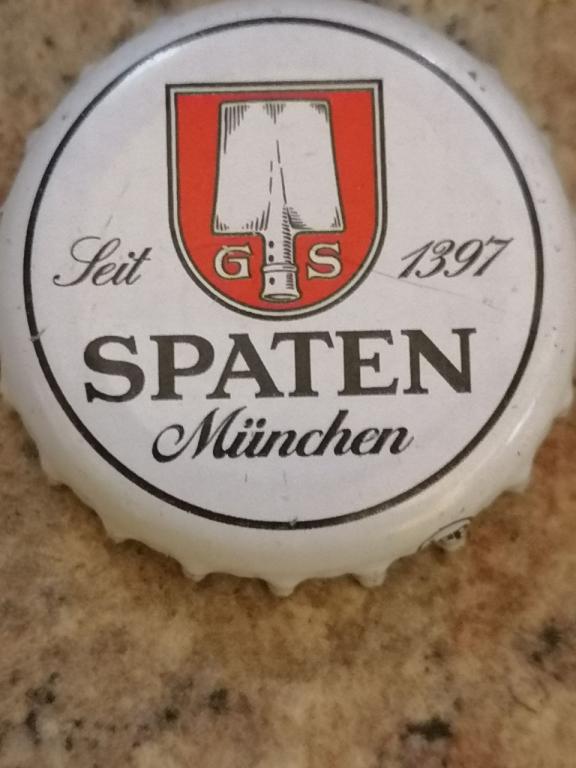 G S
Seit 1397
SPATEN
München